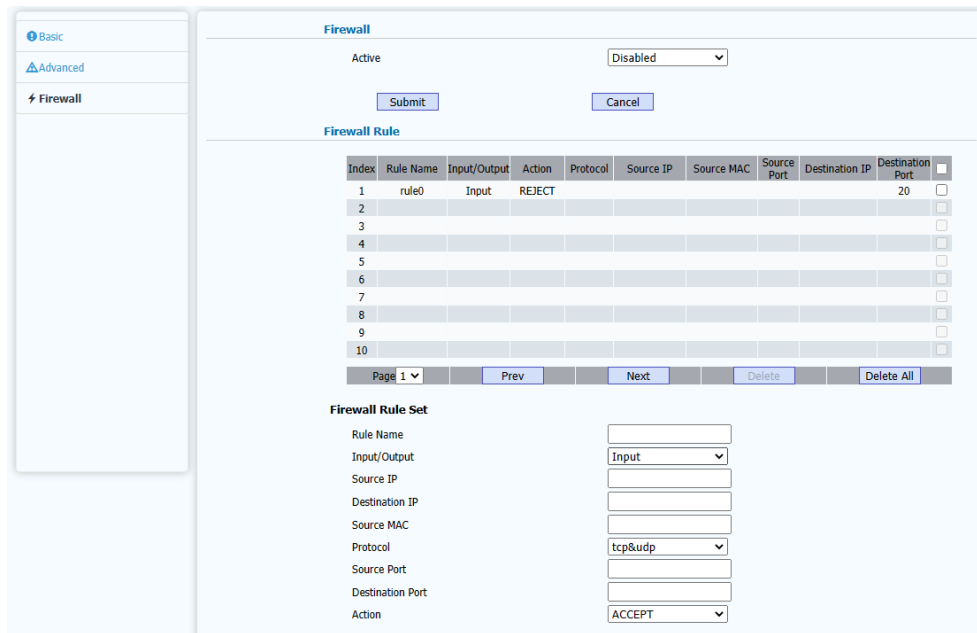 Basic
Advanced
Firewall
Firewall
Active Disabled
Submit Cancel
Firewall Rule
Index Rule Name Input/Output Action Protocol Source IP Source MAC Source Port Destination IP Destination Port
1 rule0 Input REJECT 20
2
3
4
5
6
7
8
9
10
Page 1 Prev Next Delete Delete All
Firewall Rule Set
Rule Name
Input/Output Input
Source IP
Destination IP
Source MAC
Protocol tcp&udp
Source Port
Destination Port
Action ACCEPT